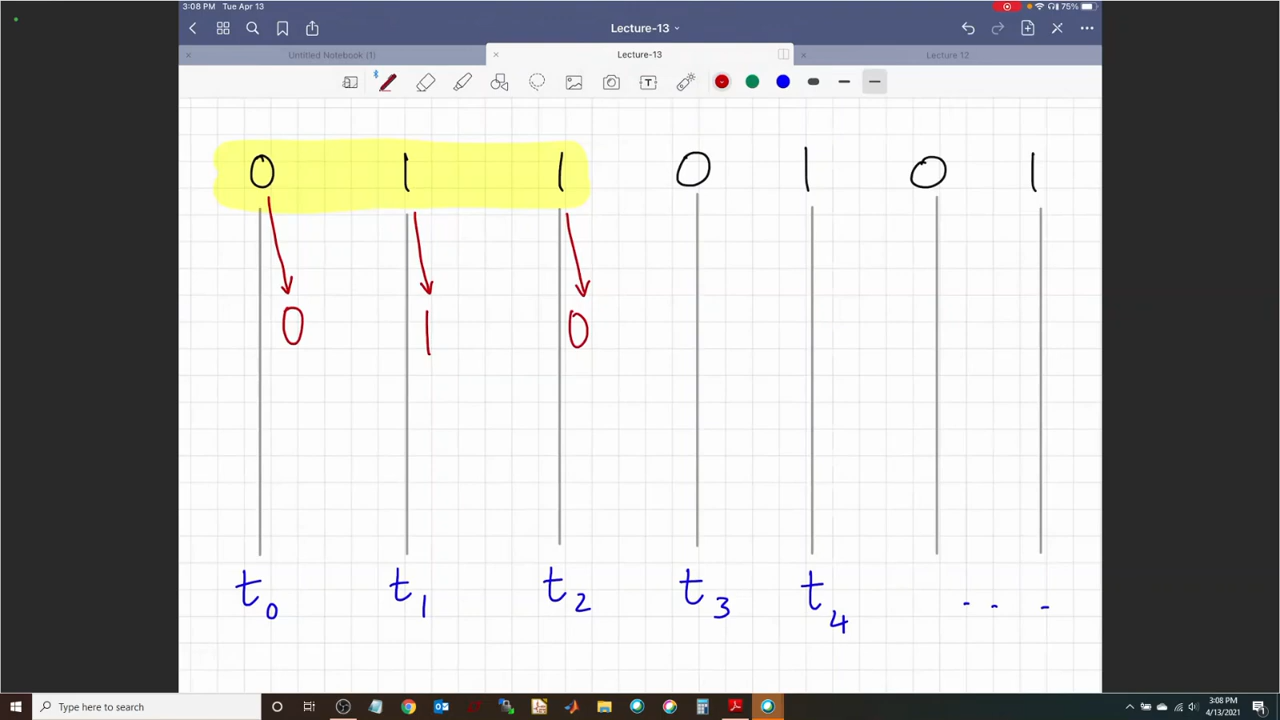 3:08 PM Tue Apr 13
75%
Lecture-13
Untitled Notebook (1)
Lecture-13
Lecture 12
T
0 1 1 0 1 0 1
0 1 0
t0 t1 t2 t3 t4 . . .
Type here to search
3:08 PM
4/13/2021